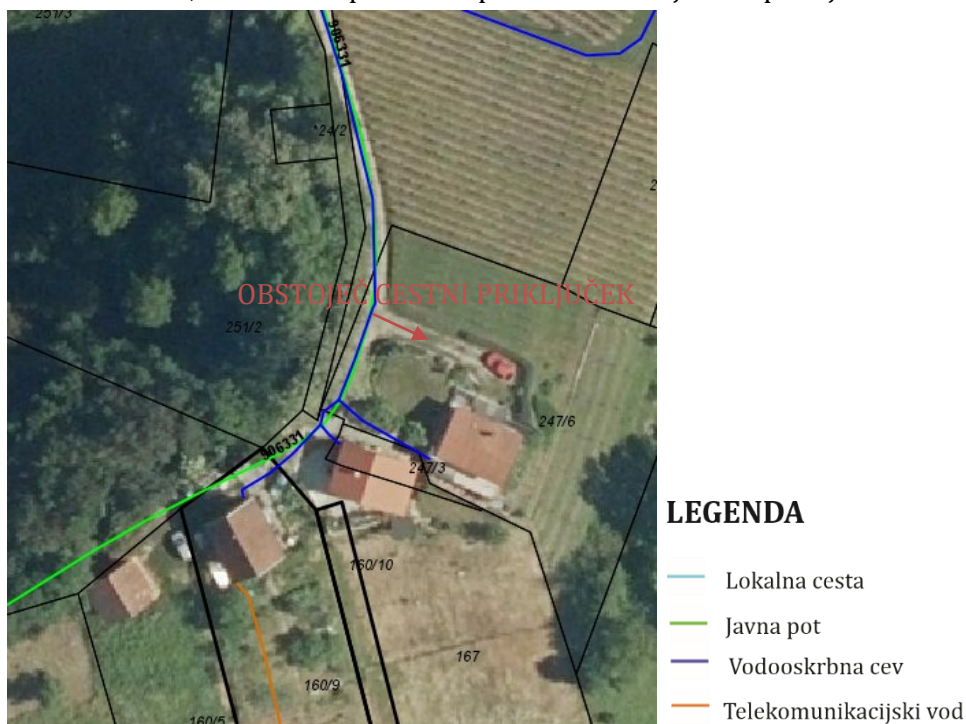 251/3
906331
24/2
OBSTOJEČ CESTNI PRIKLJUČEK
251/2
247/6
906331
247/3
160/10
167
160/9
160/5
LEGENDA
Lokalna cesta
Javna pot
Vodooskrbna cev
Telekomunikacijski vod